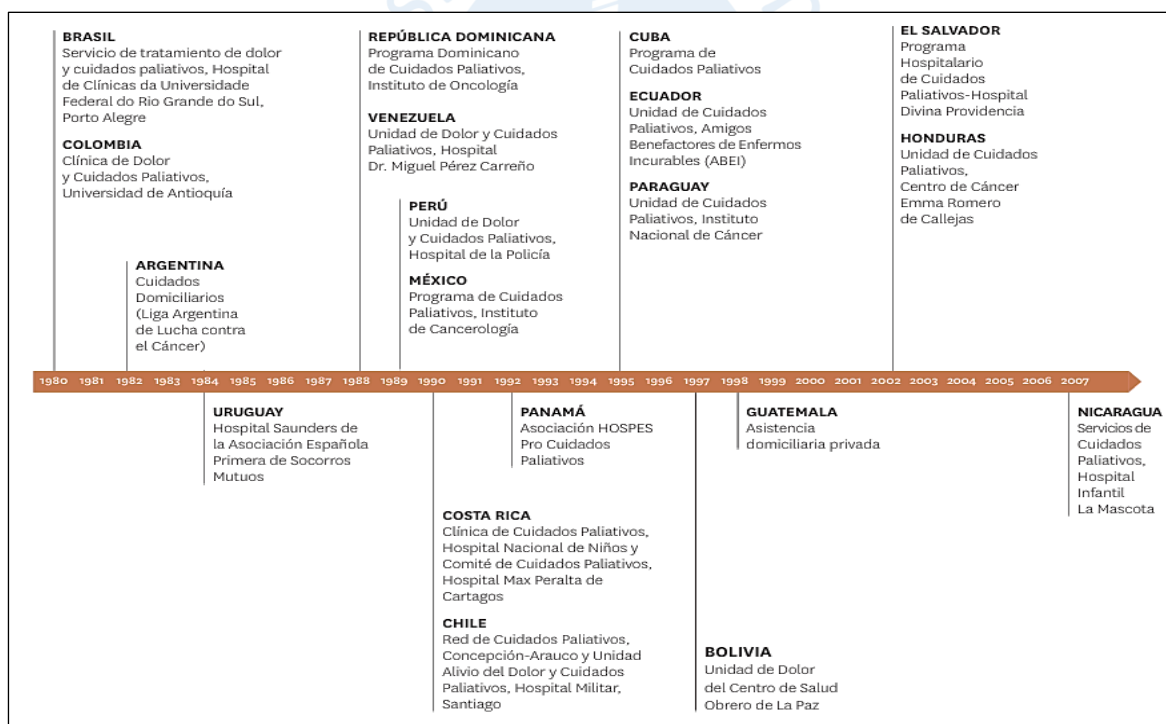 BRASIL
Servicio de tratamiento de dolor
y cuidados paliativos, Hospital
de Clínicas da Universidade
Federal do Rio Grande do Sul,
Porto Alegre
COLOMBIA
Clínica de Dolor
y Cuidados Paliativos,
Universidad de Antioquía
ARGENTINA
Cuidados
Domiciliarios
(Liga Argentina
de Lucha contra
el Cáncer)
REPÚBLICA DOMINICANA
Programa Dominicano
de Cuidados Paliativos,
Instituto de Oncología
VENEZUELA
Unidad de Dolor y Cuidados
Paliativos, Hospital
Dr. Miguel Pérez Carreño
PERÚ
Unidad de Dolor
y Cuidados Paliativos,
Hospital de la Policía
MÉXICO
Programa de Cuidados
Paliativos, Instituto
de Cancerología
CUBA
Programa de
Cuidados Paliativos
ECUADOR
Unidad de Cuidados
Paliativos, Amigos
Benefactores de Enfermos
Incurables (ABEI)
PARAGUAY
Unidad de Cuidados
Paliativos, Instituto
Nacional de Cáncer
EL SALVADOR
Programa
Hospitalario
de Cuidados
Paliativos-Hospital
Divina Providencia
HONDURAS
Unidad de Cuidados
Paliativos,
Centro de Cáncer
Emma Romero
de Callejas
1980 1981 1982 1983 1984 1985 1986 1987 1988 1989 1990 1991 1992 1993 1994 1995 1996 1997 1998 1999 2000 2001 2002 2003 2004 2005 2006 2007
URUGUAY
Hospital Saunders de
la Asociación Española
Primera de Socorros
Mutuos
COSTA RICA
Clínica de Cuidados Paliativos,
Hospital Nacional de Niños y
Comité de Cuidados Paliativos,
Hospital Max Peralta de
Cartagos
CHILE
Red de Cuidados Paliativos,
Concepción-Arauco y Unidad
Alivio del Dolor y Cuidados
Paliativos, Hospital Militar,
Santiago
PANAMÁ
Asociación HOSPES
Pro Cuidados
Paliativos
BOLIVIA
Unidad de Dolor
del Centro de Salud
Obrero de La Paz
GUATEMALA
Asistencia
domiciliaria privada
NICARAGUA
Servicios de
Cuidados
Paliativos,
Hospital
Infantil
La Mascota